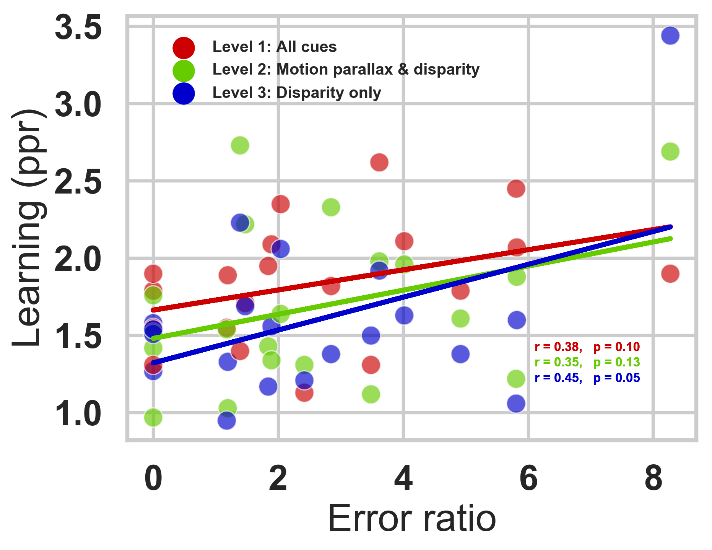 Level 1: All cues
Level 2: Motion parallax & disparity
Level 3: Disparity only
3.5
3.0
2.5
2.0
1.5
1.0
Learning (ppr)
r = 0.38, p = 0.10
r = 0.35, p = 0.13
r = 0.45, p = 0.05
0 2 4 6 8
Error ratio